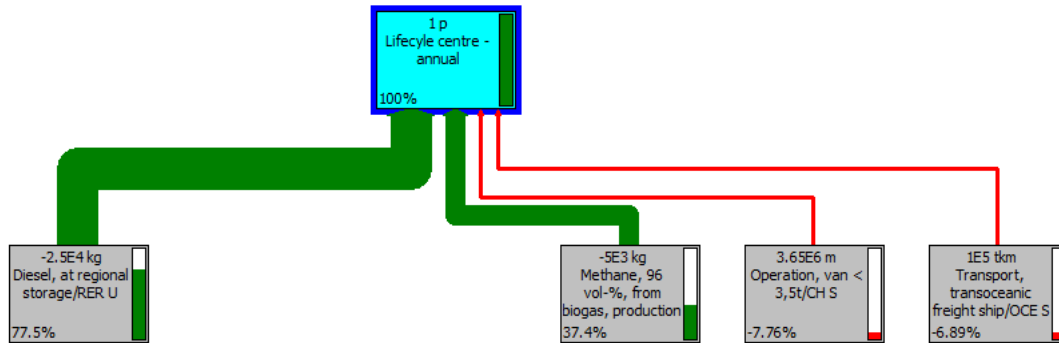 1 p
Lifecyle centre -
annual
100%
-2.5E4 kg
Diesel, at regional
storage/RER U
77.5%
-5E3 kg
Methane, 96
vol-%, from
biogas, production
37.4%
3.65E6 m
Operation, van <
3,5t/CH S
-7.76%
1E5 tkm
Transport,
transoceanic
freight ship/OCE S
-6.89%